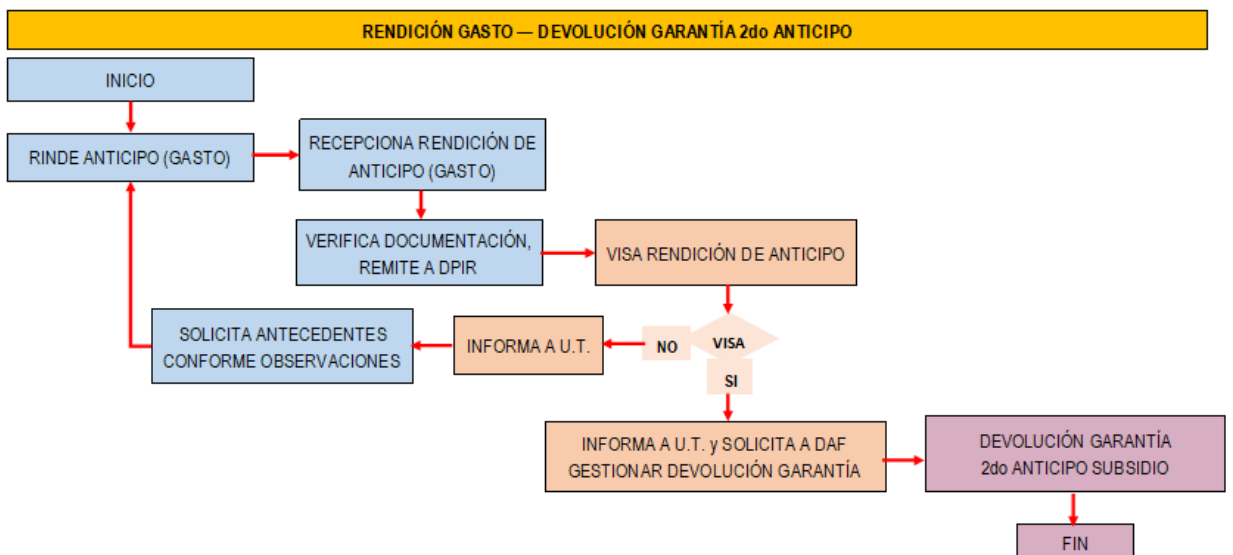 RENDICIÓN GASTO — DEVOLUCIÓN GARANTÍA 2do ANTICIPO
INICIO
RINDE ANTICIPO (GASTO)
RECEPCIONA RENDICIÓN DE
ANTICIPO (GASTO)
VERIFICA DOCUMENTACIÓN,
REMITE A DPIR
VISA RENDICIÓN DE ANTICIPO
VISA
NO
INFORMA A U.T.
SOLICITA ANTECEDENTES
CONFORME OBSERVACIONES
SI
INFORMA A U.T. y SOLICITA A DAF
GESTIONAR DEVOLUCIÓN GARANTÍA
DEVOLUCIÓN GARANTÍA
2do ANTICIPO SUBSIDIO
FIN